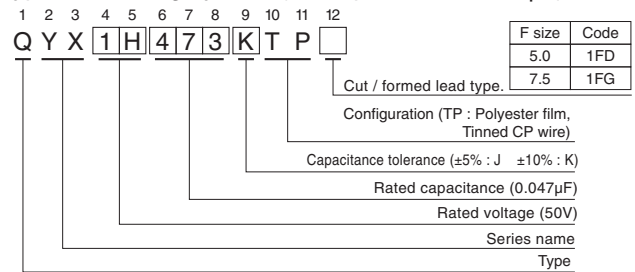 1 2 3 4 5 6 7 8 9 10 11 12
Q Y X 1 H 4 7 3 K T P
F size Code
5.0 1FD
7.5 1FG
Cut / formed lead type.
Configuration (TP : Polyester film,
Tinned CP wire)
Capacitance tolerance (±5% : J ±10% : K)
Rated capacitance (0.047μF)
Rated voltage (50V)
Series name
Type